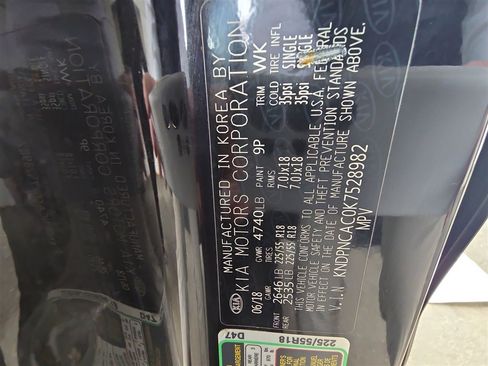 MANUFACTURED IN KOREA BY
KIA KIA MOTORS CORPORATION
06/18 GVWR 4740LB PAINT 9P TRIM WK
GAWR TIRES RIMS COLD TIRE INFL
FRONT 2646LB 225/55 R18 7.0JX18 35psi SINGLE
REAR 2535LB 225/55 R18 7.0JX18 35psi SINGLE
THIS VEHICLE CONFORMS TO ALL APPLICABLE U.S.A. FEDERAL
MOTOR VEHICLE SAFETY AND THEFT PREVENTION STANDARDS
IN EFFECT ON THE DATE OF MANUFACTURE SHOWN ABOVE.
V.I.N KNDPNCAC0K7528982
MPV
225/55R18
D47